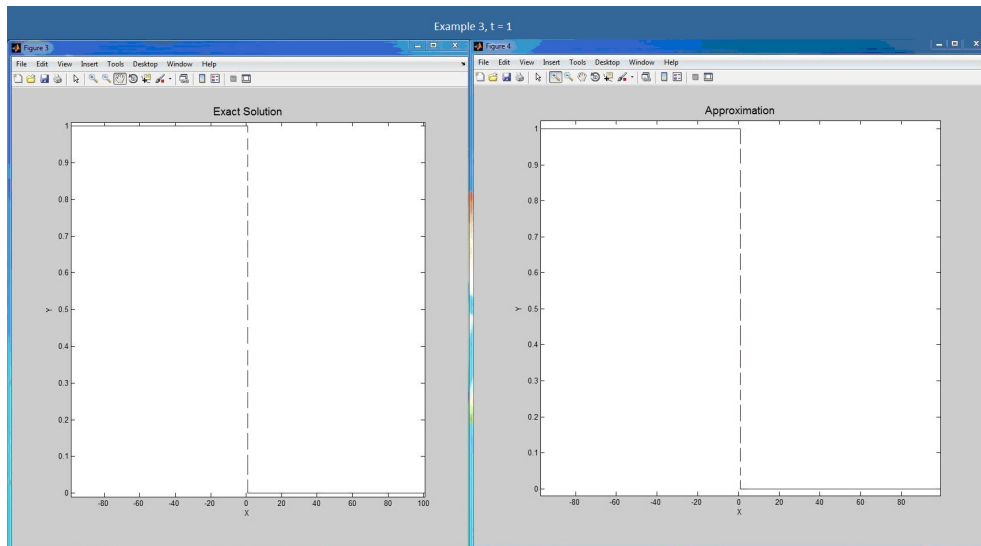 Example 3, t = 1
Figure 3
File Edit View Insert Tools Desktop Window Help
Exact Solution
1
0.9
0.8
0.7
0.6
0.5
0.4
0.3
0.2
0.1
0
Y
-80 -60 -40 -20 0 20 40 60 80 100
X
Figure 4
File Edit View Insert Tools Desktop Window Help
Approximation
1
0.9
0.8
0.7
0.6
0.5
0.4
0.3
0.2
0.1
0
Y
-80 -60 -40 -20 0 20 40 60 80
X